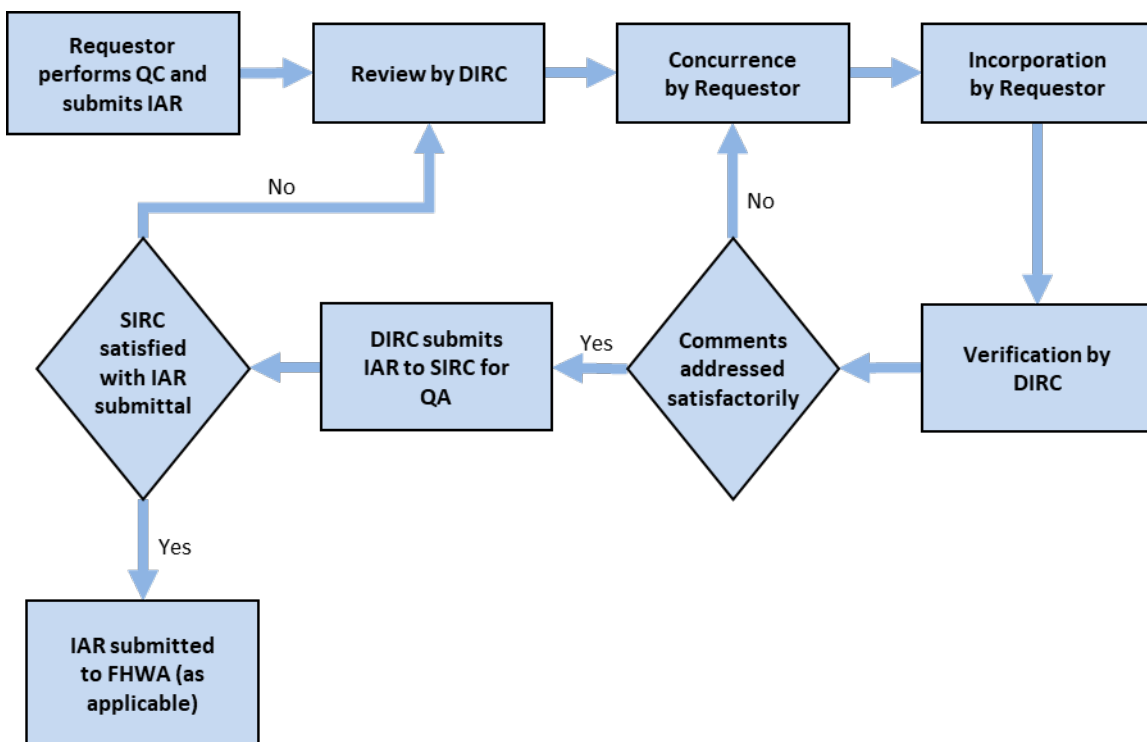 Requestor
performs QC and
submits IAR
Review by DIRC
Concurrence
by Requestor
Incorporation
by Requestor
No
No
SIRC
satisfied
with IAR
submittal
DIRC submits
IAR to SIRC for
QA
Yes
Comments
addressed
satisfactorily
Verification by
DIRC
Yes
IAR submitted
to FHWA (as
applicable)